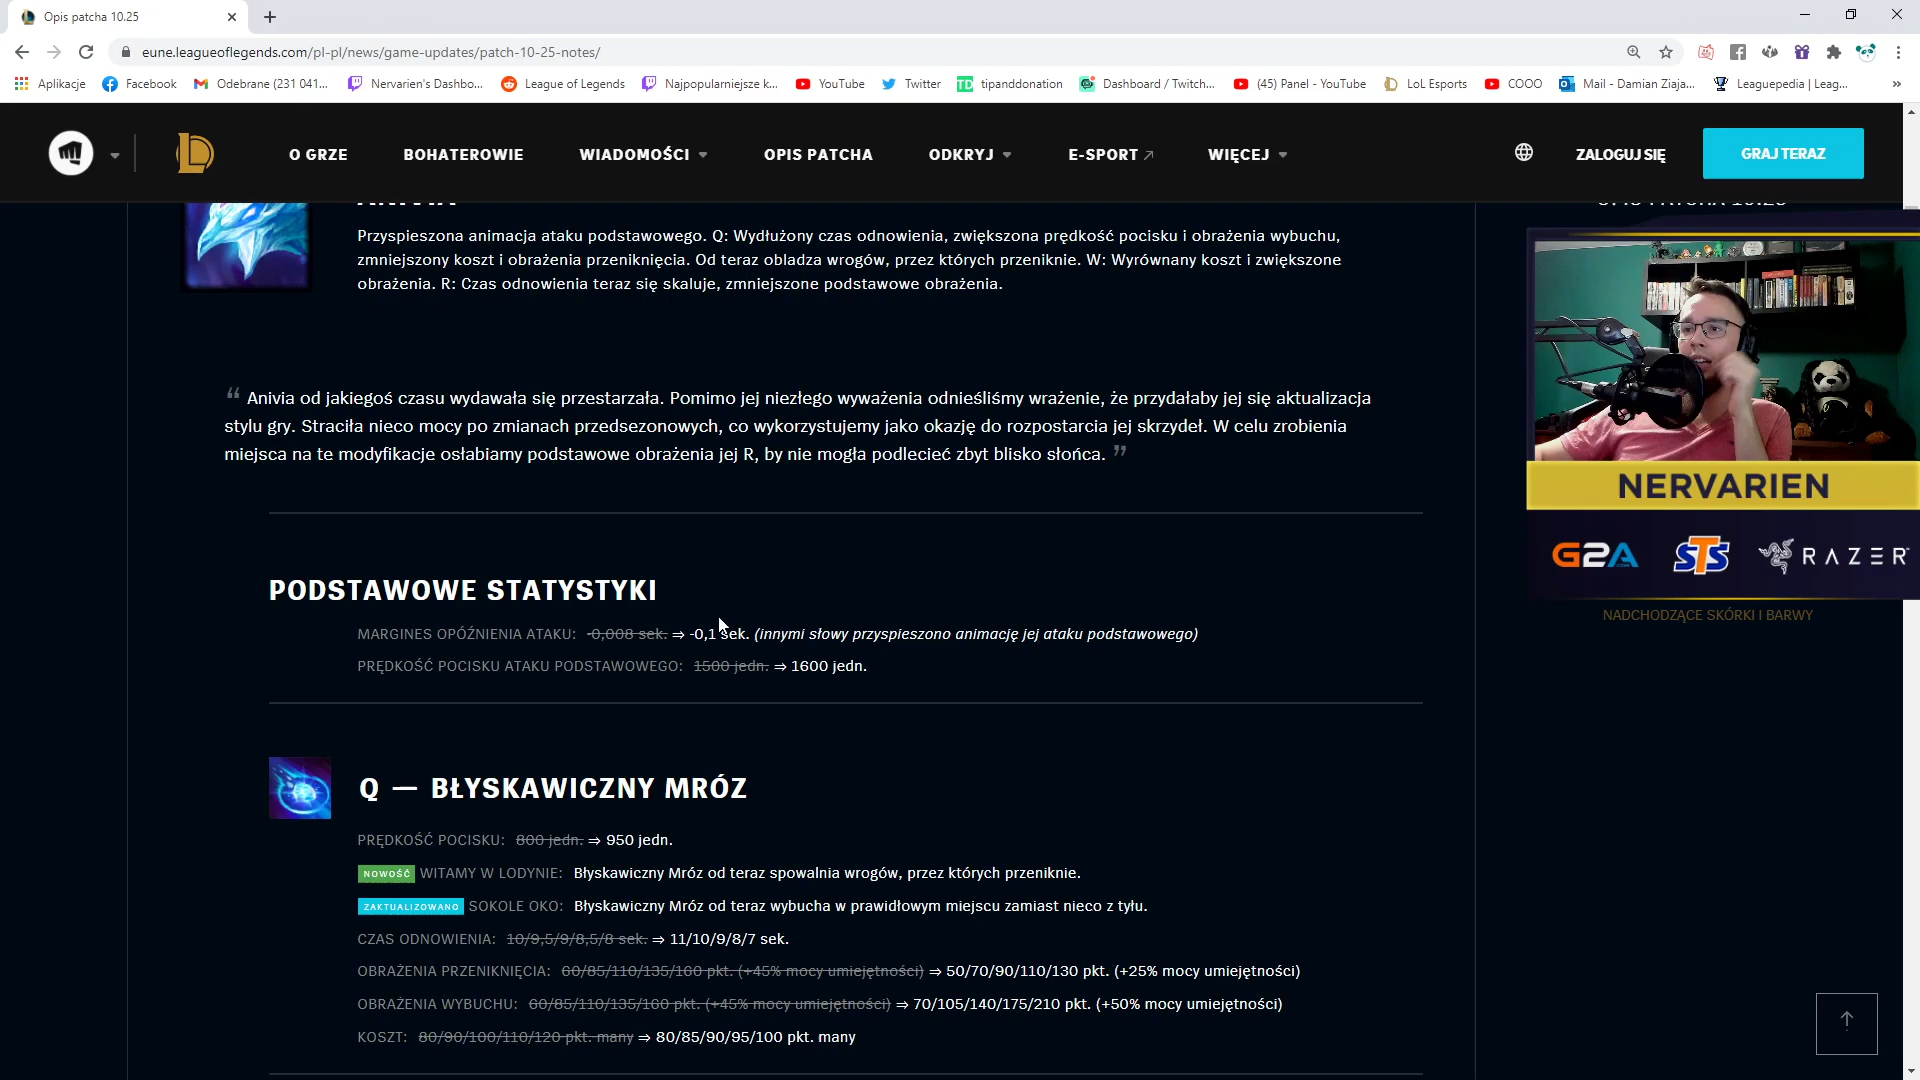 Opis patcha 10.25
eune.leagueoflegends.com/pl-pl/news/game-updates/patch-10-25-notes/
Aplikacje Facebook Odebrane (231 041... Nervarien's Dashbo... League of Legends Najpopularniejsze k... YouTube Twitter tipanddonation Dashboard / Twitch... (45) Panel - YouTube LoL Esports COOO Mail - Damian Ziaja... Leaguepedia | Leag... »
O GRZE BOHATEROWIE WIADOMOŚCI OPIS PATCHA ODKRYJ E-SPORT WIĘCEJ ZALOGUJ SIĘ GRAJ TERAZ
Przyspieszona animacja ataku podstawowego. Q: Wydłużony czas odnowienia, zwiększona prędkość pocisku i obrażenia wybuchu,
zmniejszony koszt i obrażenia przeniknięcia. Od teraz obladza wrogów, przez których przeniknie. W: Wyrównany koszt i zwiększone
obrażenia. R: Czas odnowienia teraz się skaluje, zmniejszone podstawowe obrażenia.
“ Anivia od jakiegoś czasu wydawała się przestarzała. Pomimo jej niezłego wyważenia odnieśliśmy wrażenie, że przydałaby jej się aktualizacja
stylu gry. Straciła nieco mocy po zmianach przedsezonowych, co wykorzystujemy jako okazję do rozpostarcia jej skrzydeł. W celu zrobienia
miejsca na te modyfikacje osłabiamy podstawowe obrażenia jej R, by nie mogła podlecieć zbyt blisko słońca. ”
PODSTAWOWE STATYSTYKI
MARGINES OPÓŹNIENIA ATAKU: -0,008 sek. ⇒ -0,1 sek. (innymi słowy przyspieszono animację jej ataku podstawowego)
PRĘDKOŚĆ POCISKU ATAKU PODSTAWOWEGO: 1500 jedn. ⇒ 1600 jedn.
Q — BŁYSKAWICZNY MRÓZ
PRĘDKOŚĆ POCISKU: 800 jedn. ⇒ 950 jedn.
NOWOŚĆ WITAMY W LODYNIE: Błyskawiczny Mróz od teraz spowalnia wrogów, przez których przeniknie.
ZAKTUALIZOWANO SOKOLE OKO: Błyskawiczny Mróz od teraz wybucha w prawidłowym miejscu zamiast nieco z tyłu.
CZAS ODNOWIENIA: 10/9,5/9/8,5/8 sek. ⇒ 11/10/9/8/7 sek.
OBRAŻENIA PRZENIKNIĘCIA: 60/85/110/135/160 pkt. (+45% mocy umiejętności) ⇒ 50/70/90/110/130 pkt. (+25% mocy umiejętności)
OBRAŻENIA WYBUCHU: 60/85/110/135/160 pkt. (+45% mocy umiejętności) ⇒ 70/105/140/175/210 pkt. (+50% mocy umiejętności)
KOSZT: 80/90/100/110/120 pkt. many ⇒ 80/85/90/95/100 pkt. many
NERVARIEN
G2A STS RAZER
NADCHODZĄCE SKÓRKI I BARWY